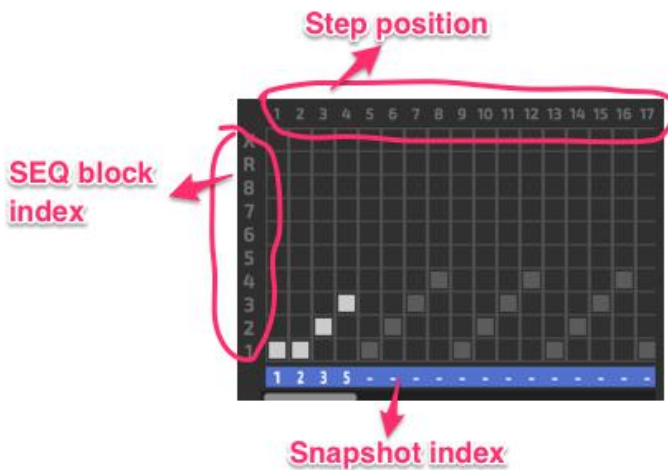 Step position
1 2 3 4 5 6 7 8 9 10 11 12 13 14 15 16 17
X
R
8
SEQ block
index
7
6
5
4
3
2
1
1 2 3 5 - - - - - - - - - - - - -
Snapshot index